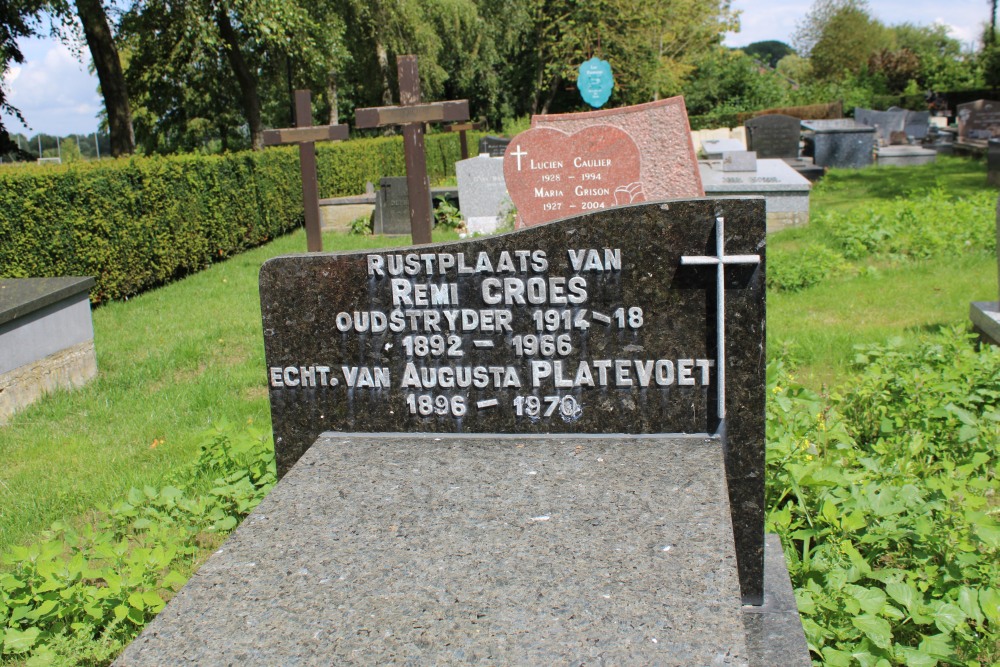 Lucien Caulier
1928 - 1994
Maria Grison
1927 - 2004
RUSTPLAATS VAN
REMI CROES
OUDSTRYDER 1914-18
1892 - 1966
ECHT. VAN AUGUSTA PLATEVOET
1896 - 1970